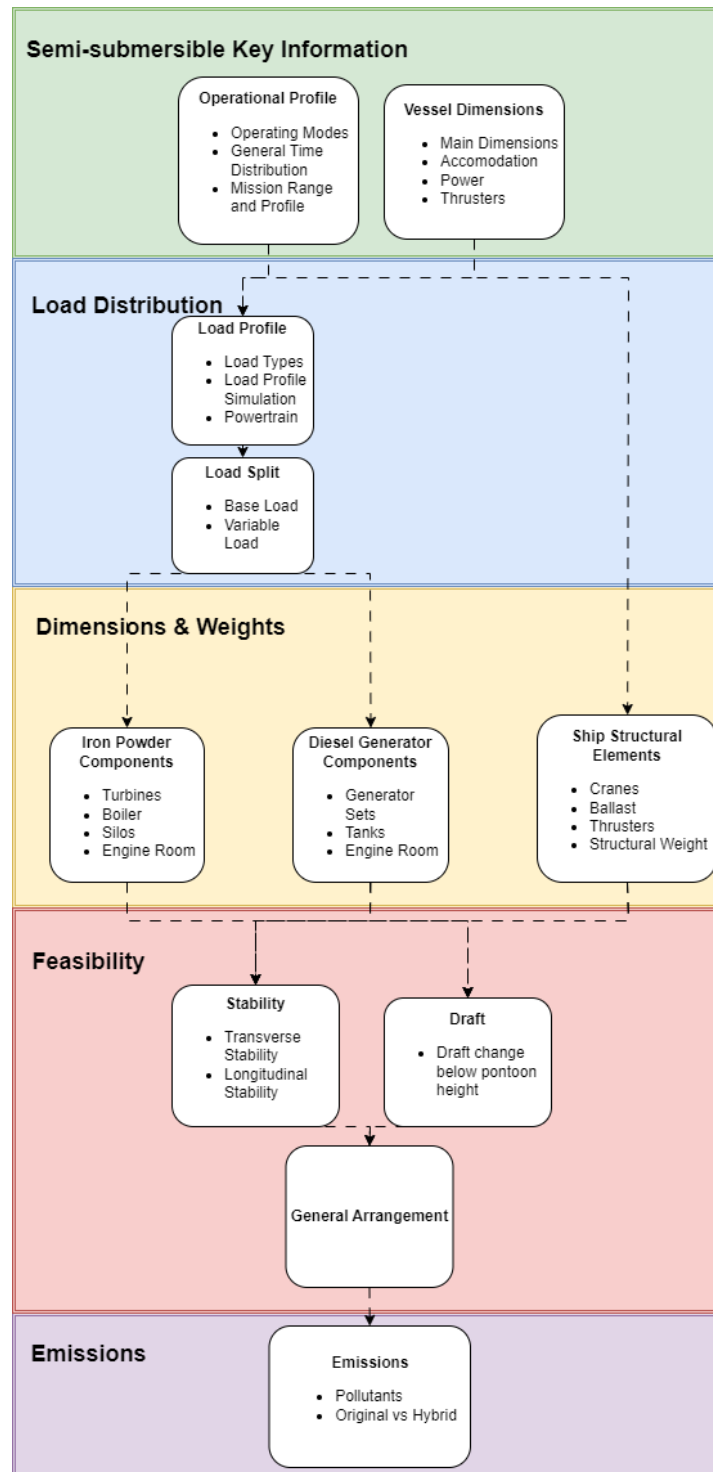 Semi-submersible Key Information
Operational Profile
• Operating Modes
• General Time
Distribution
• Mission Range
and Profile
Vessel Dimensions
• Main Dimensions
• Accomodation
• Power
• Thrusters
Load Distribution
Load Profile
• Load Types
• Load Profile
Simulation
• Powertrain
Load Split
• Base Load
• Variable
Load
Dimensions & Weights
Iron Powder
Components
• Turbines
• Boiler
• Silos
• Engine Room
Diesel Generator
Components
• Generator
Sets
• Tanks
• Engine Room
Ship Structural
Elements
• Cranes
• Ballast
• Thrusters
• Structural Weight
Feasibility
Stability
• Transverse
Stability
• Longitudinal
Stability
Draft
• Draft change
below pontoon
height
General Arrangement
Emissions
Emissions
• Pollutants
• Original vs Hybrid